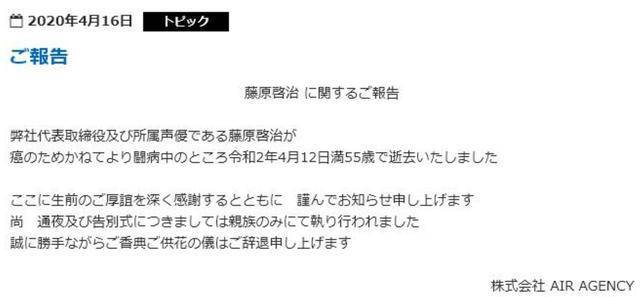 2020年4月16日 トピック
ご報告
藤原啓治 に関するご報告
弊社代表取締役及び所属声優である藤原啓治が
癌のためかねてより闘病中のところ令和2年4月12日満55歳で逝去いたしました
ここに生前のご厚誼を深く感謝するとともに　謹んでお知らせ申し上げます
尚　通夜及び告別式につきましては親族のみにて執り行われました
誠に勝手ながらご香典ご供花の儀はご辞退申し上げます
株式会社 AIR AGENCY